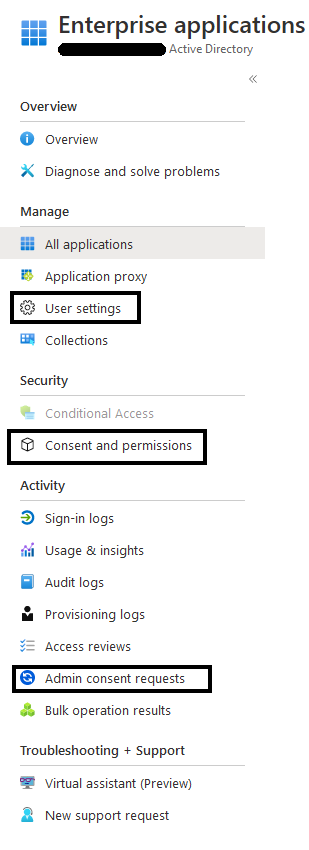 Enterprise applications
Active Directory
«
Overview
Overview
Diagnose and solve problems
Manage
All applications
Application proxy
User settings
Collections
Security
Conditional Access
Consent and permissions
Activity
Sign-in logs
Usage & insights
Audit logs
Provisioning logs
Access reviews
Admin consent requests
Bulk operation results
Troubleshooting + Support
Virtual assistant (Preview)
New support request